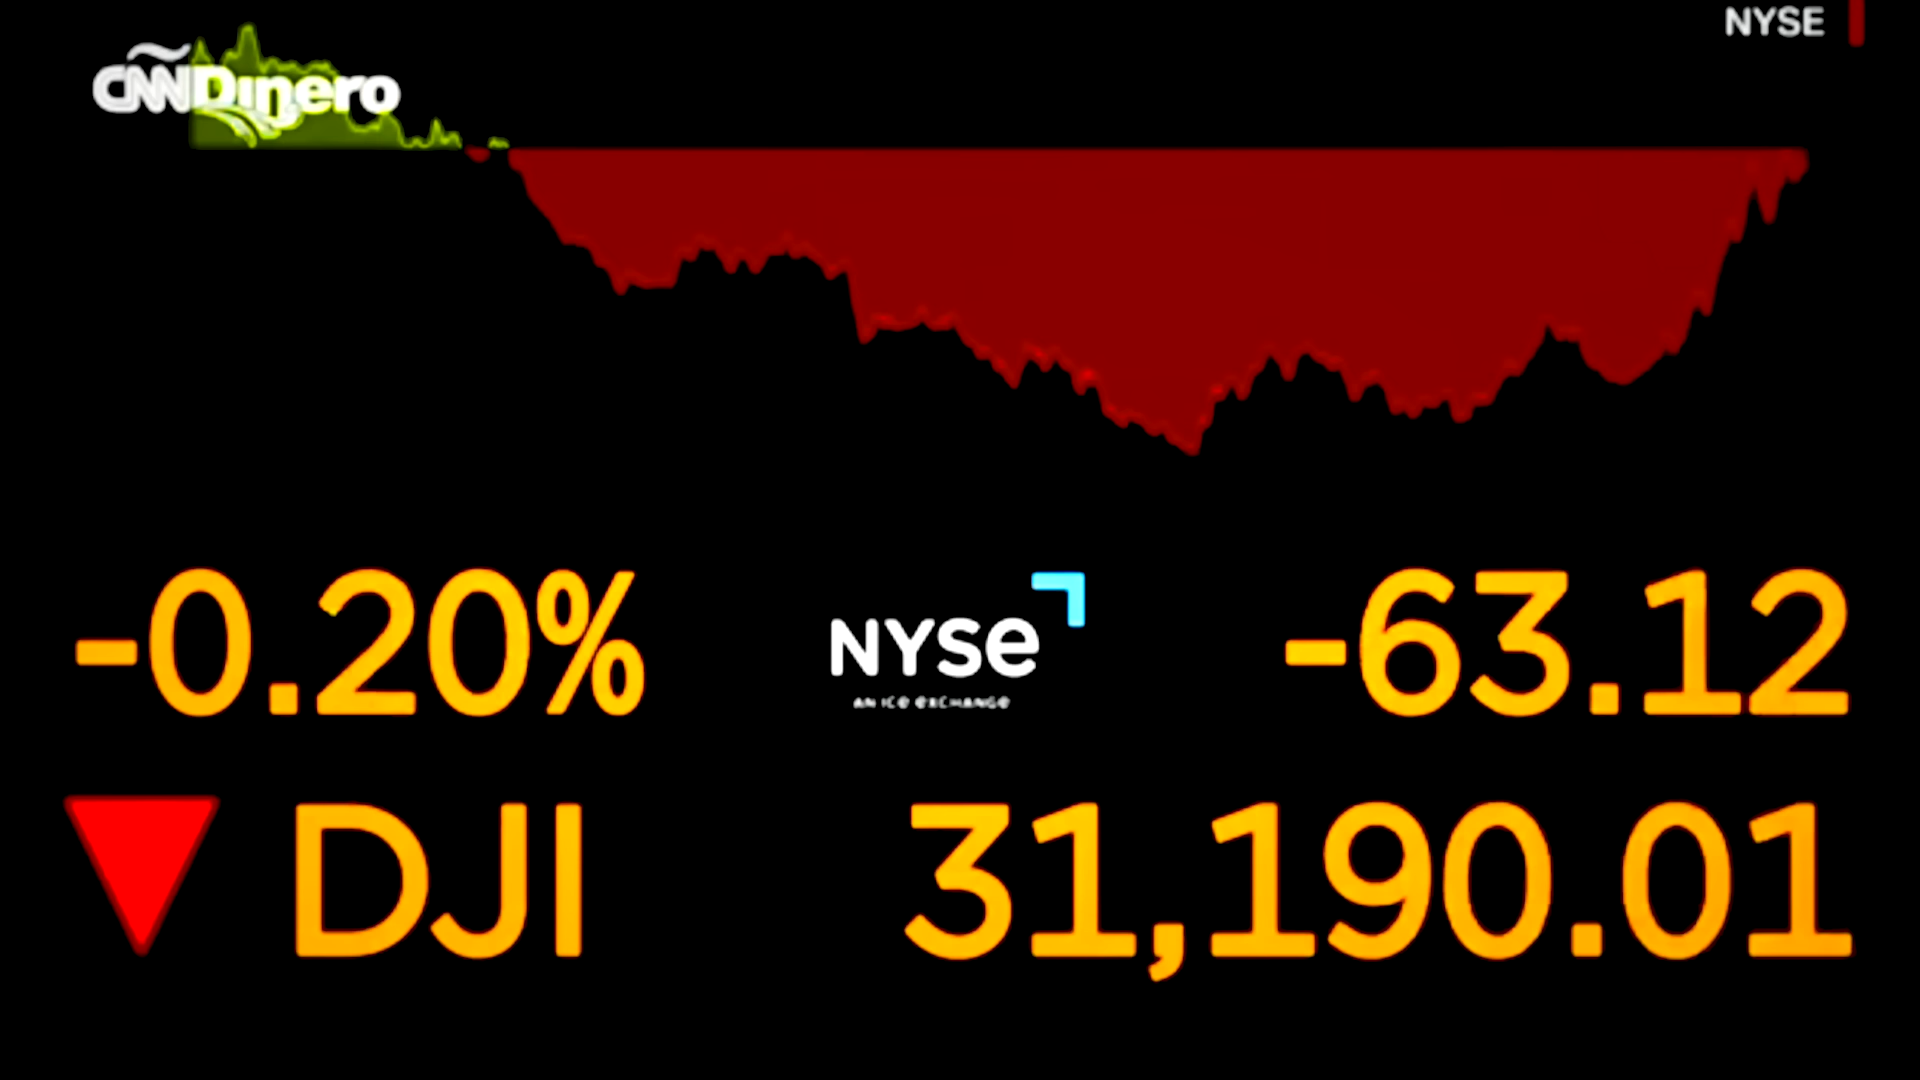 NYSE
CNNDinero
-0.20%
NYSE
-63.12
AN ICE EXCHANGE
DJI
31,190.01